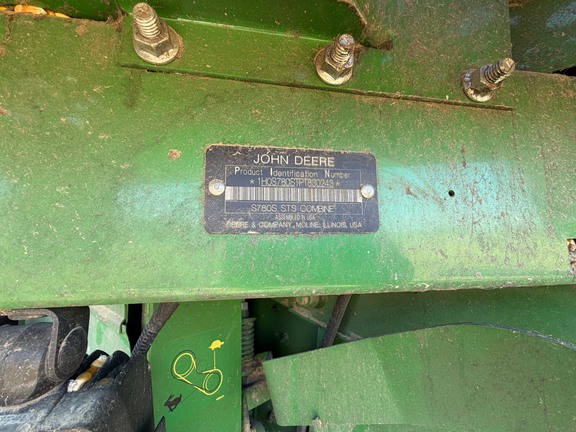 JOHN DEERE
Product Identification Number
S780S STS COMBINE
ASSEMBLED IN USA
DEERE & COMPANY, MOLINE, ILLINOIS, USA